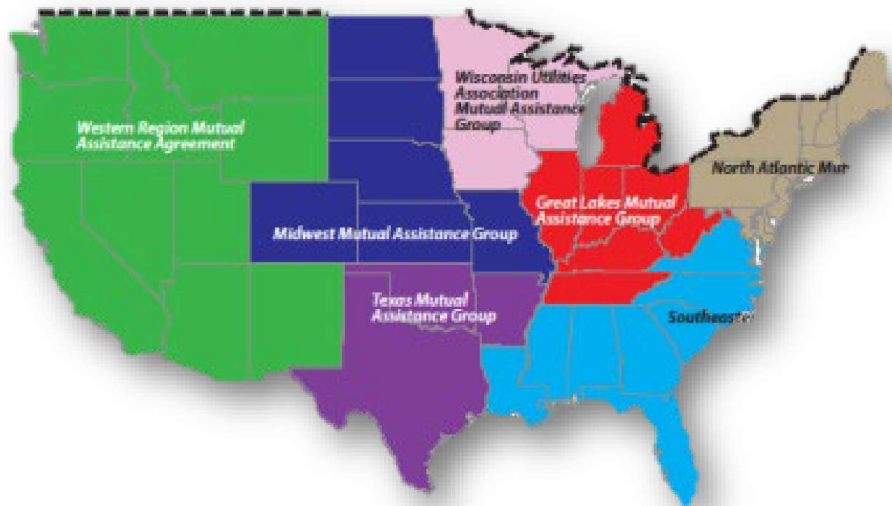 Western Region Mutual
Assistance Agreement
Wisconsin Utilities
Association
Mutual Assistance
Group
North Atlantic Mu
Great Lakes Mutual
Assistance Group
Midwest Mutual Assistance Group
Texas Mutual
Assistance Group
Southeaste